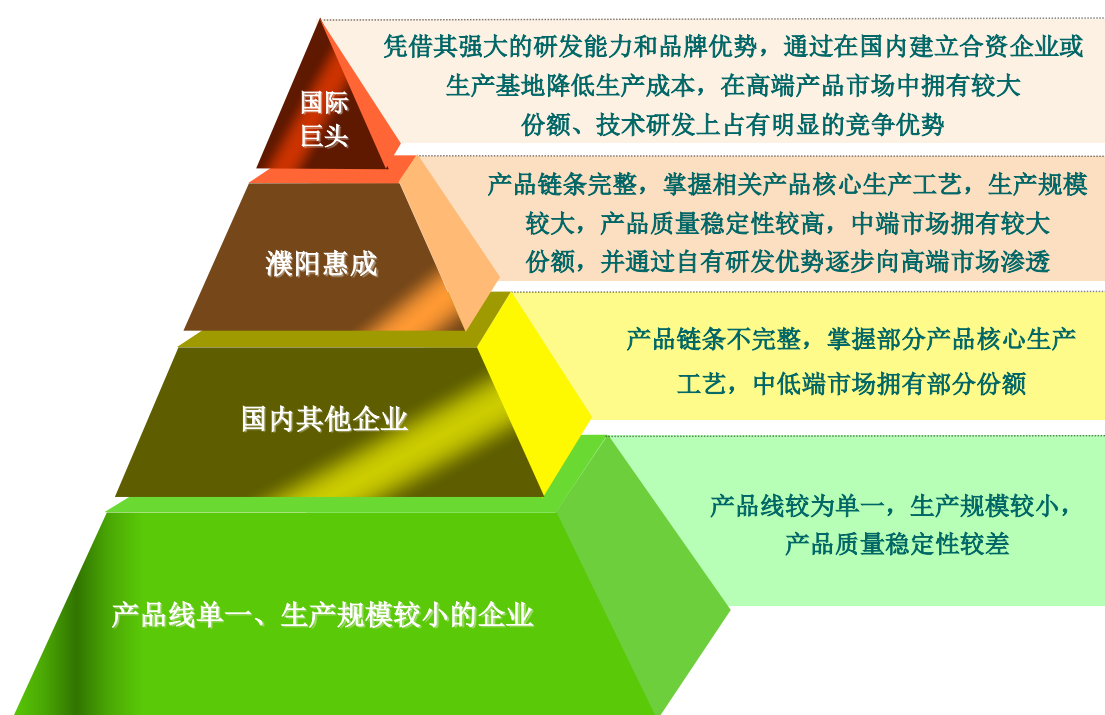 国际
巨头
凭借其强大的研发能力和品牌优势，通过在国内建立合资企业或
生产基地降低生产成本，在高端产品市场中拥有较大
份额、技术研发上占有明显的竞争优势
濮阳惠成
产品链条完整，掌握相关产品核心生产工艺，生产规模
较大，产品质量稳定性较高，中端市场拥有较大
份额，并通过自有研发优势逐步向高端市场渗透
国内其他企业
产品链条不完整，掌握部分产品核心生产
工艺，中低端市场拥有部分份额
产品线单一、生产规模较小的企业
产品线较为单一，生产规模较小，
产品质量稳定性较差